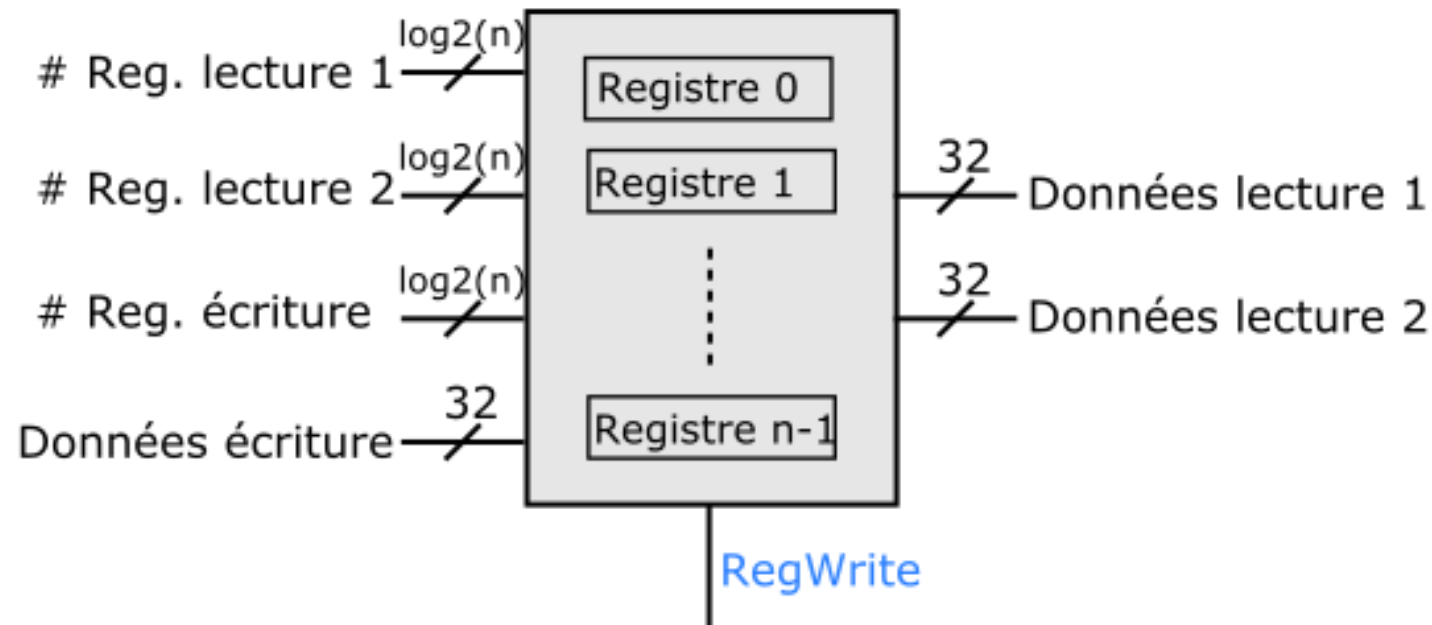 log2(n)
# Reg. lecture 1
Registre 0
log2(n)
# Reg. lecture 2
Registre 1
32
Données lecture 1
log2(n)
# Reg. écriture
32
Données lecture 2
32
Données écriture
Registre n-1
RegWrite